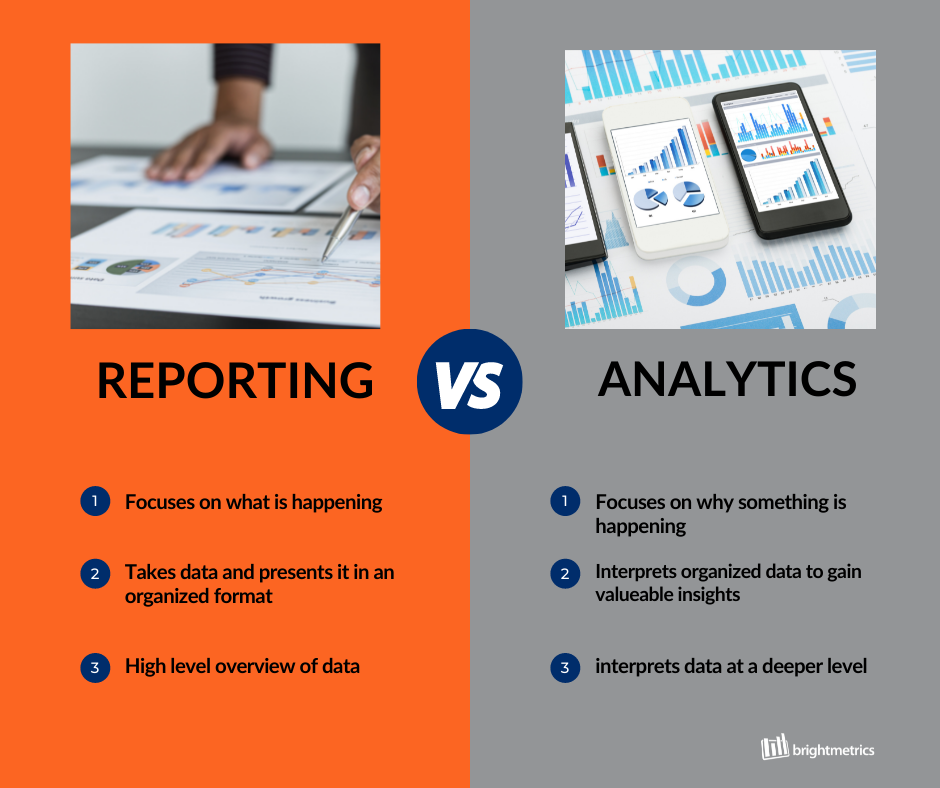 REPORTING
VS
ANALYTICS
1 Focuses on what is happening
2 Takes data and presents it in an
organized format
3 High level overview of data
1 Focuses on why something is
happening
2 Interprets organized data to gain
valueable insights
3 interprets data at a deeper level
brightmetrics